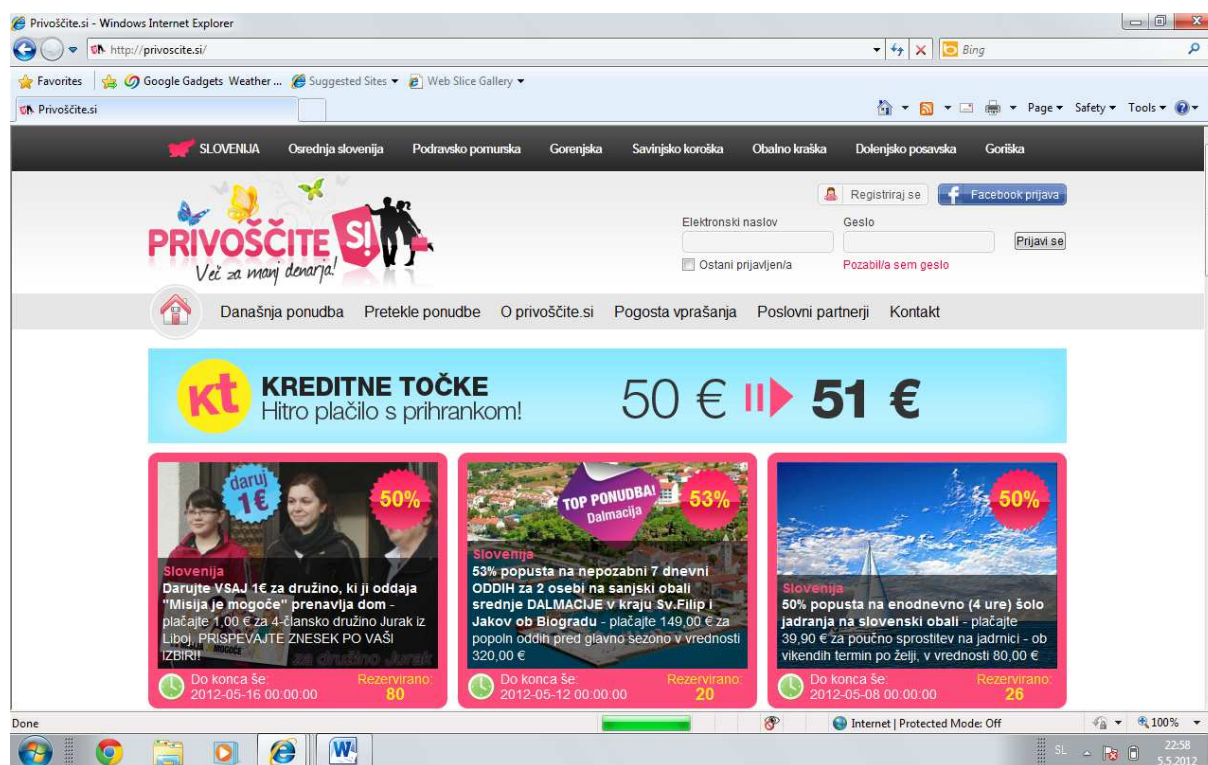 Privoščite.si - Windows Internet Explorer
http://privoscite.si/
Bing
Favorites Google Gadgets Weather ... Suggested Sites Web Slice Gallery
Privoščite.si
Page Safety Tools
SLOVENIJA Osrednja slovenija Podravsko pomurska Gorenjska Savinjsko koroška Obalno kraška Dolenjsko posavska Goriška
Registriraj se f Facebook prijava
Elektronski naslov Geslo
Prijavi se
Ostani prijavljen/a Pozabil/a sem geslo
PRIVOŠČITE SI!
Več za manj denarja!
Današnja ponudba Pretekle ponudbe O privoščite.si Pogosta vprašanja Poslovni partnerji Kontakt
kt KREDITNE TOČKE
Hitro plačilo s prihrankom!
50 € 51 €
daruj
1€
50%
Slovenija
Darujte VSAJ 1€ za družino, ki ji oddaja
"Misija je mogoče" prenavlja dom -
plačajte 1,00 € za 4-člansko družino Jurak iz
Liboj, PRISPEVAJTE ZNESEK PO VAŠI
IZBIRI!
za družino Jurak
Do konca še: Rezervirano:
2012-05-16 00:00:00 80
TOP PONUDBA!
Dalmacija
53%
Slovenija
53% popusta na nepozabni 7 dnevni
ODDIH za 2 osebi na sanjski obali
srednje DALMACIJE v kraju Sv.Filip i
Jakov ob Biogradu - plačajte 149,00 € za
popoln oddih pred glavno sezono v vrednosti
320,00 €
Do konca še: Rezervirano:
2012-05-12 00:00:00 20
50%
Slovenija
50% popusta na enodnevno (4 ure) šolo
jadranja na slovenski obali - plačajte
39,90 € za poučno sprostitev na jadrnici - ob
vikendih termin po želji, v vrednosti 80,00 €
Do konca še: Rezervirano:
2012-05-08 00:00:00 26
Done Internet | Protected Mode: Off 100%
SL 22:58
5.5.2012